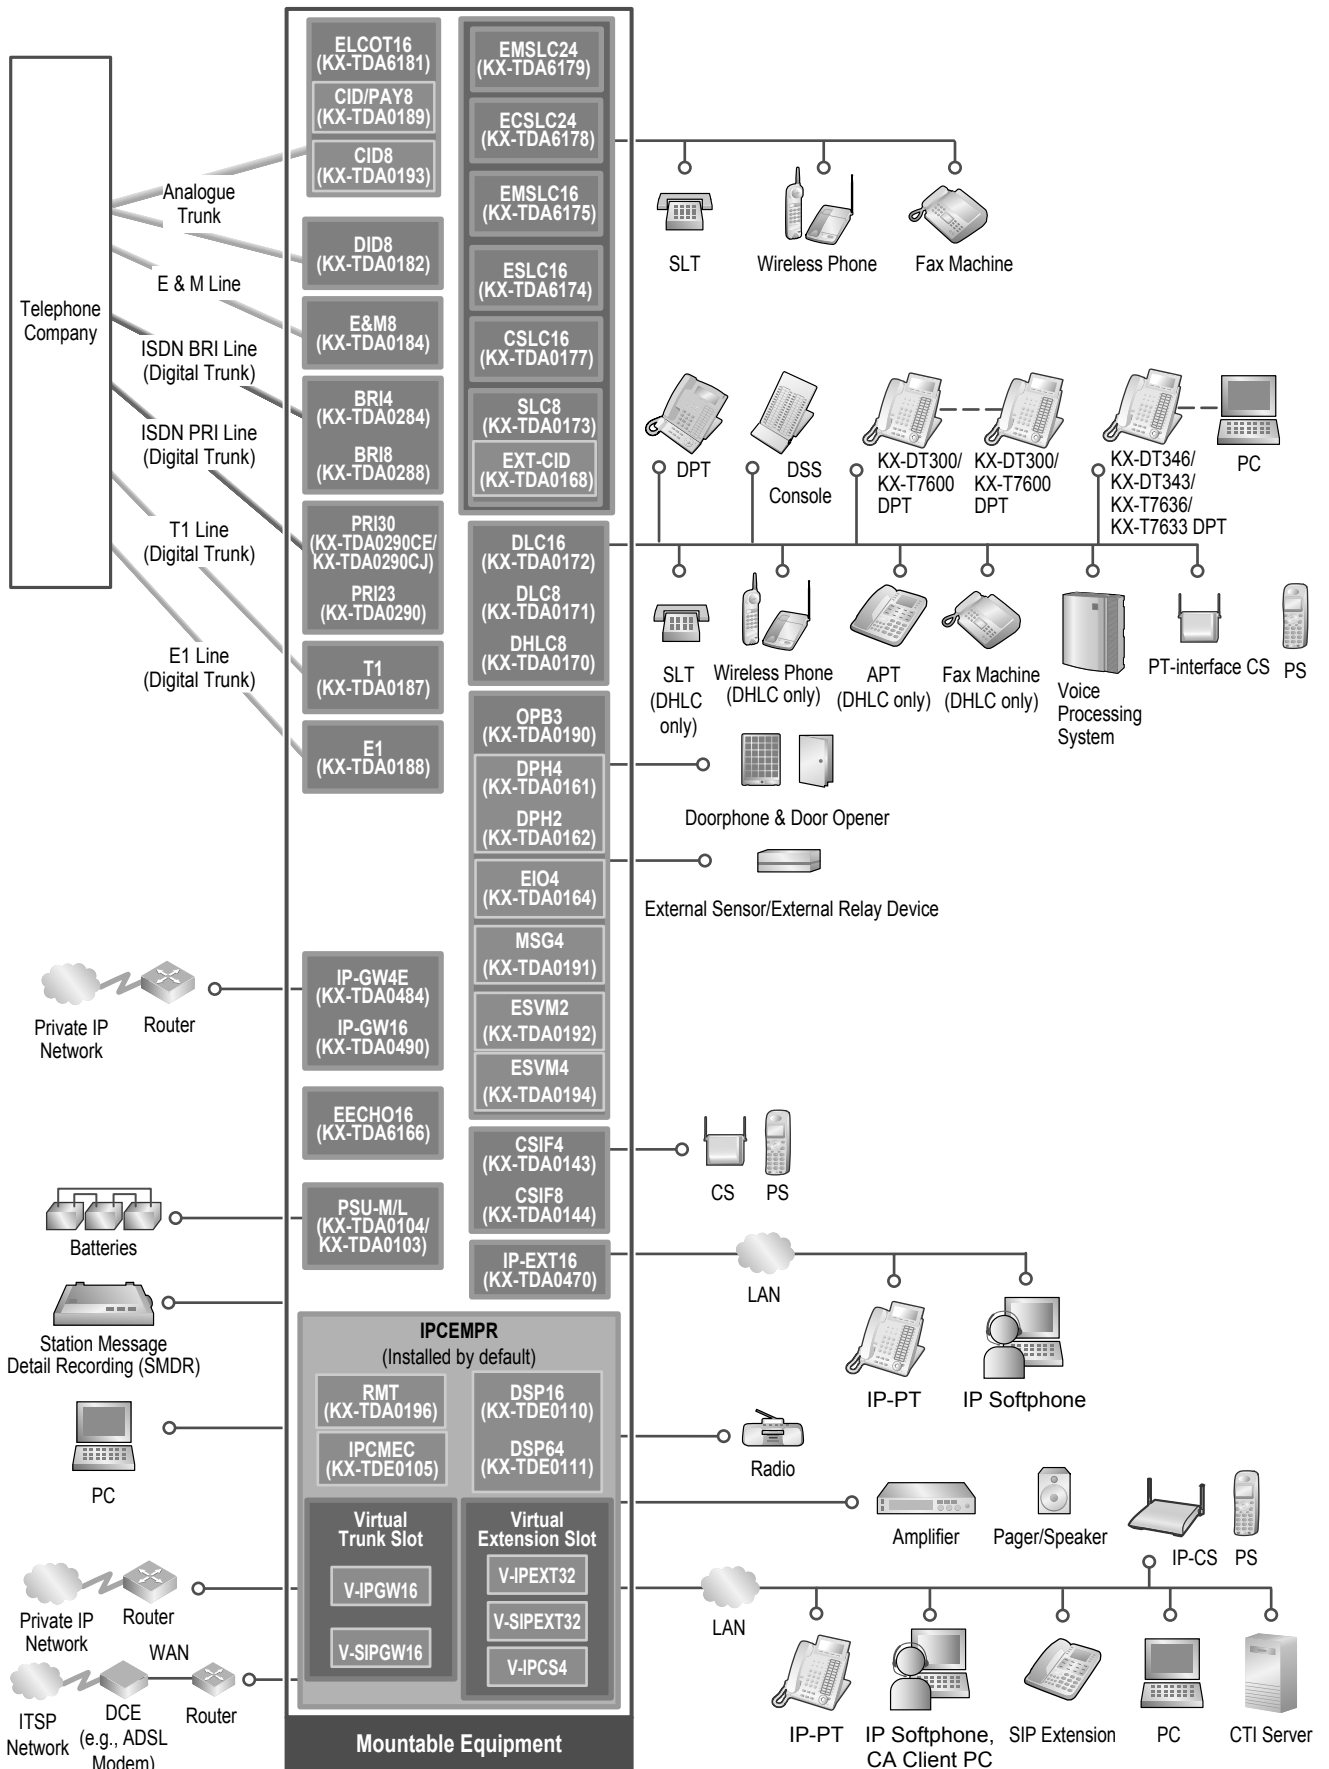 Telephone
Company
Analogue
Trunk
E & M Line
ISDN BRI Line
(Digital Trunk)
ISDN PRI Line
(Digital Trunk)
T1 Line
(Digital Trunk)
E1 Line
(Digital Trunk)
ELCOT16
(KX-TDA6181)
CID/PAY8
(KX-TDA0189)
CID8
(KX-TDA0193)
DID8
(KX-TDA0182)
E&M8
(KX-TDA0184)
BRI4
(KX-TDA0284)
BRI8
(KX-TDA0288)
PRI30
(KX-TDA0290CE/
KX-TDA0290CJ)
PRI23
(KX-TDA0290)
T1
(KX-TDA0187)
E1
(KX-TDA0188)
EMSLC24
(KX-TDA6179)
ECSLC24
(KX-TDA6178)
EMSLC16
(KX-TDA6175)
ESLC16
(KX-TDA6174)
CSLC16
(KX-TDA0177)
SLC8
(KX-TDA0173)
EXT-CID
(KX-TDA0168)
SLT
Wireless Phone
Fax Machine
DLC16
(KX-TDA0172)
DLC8
(KX-TDA0171)
DHLC8
(KX-TDA0170)
DPT
DSS
Console
KX-DT300/
KX-T7600
DPT
KX-DT300/
KX-T7600
DPT
KX-DT346/
KX-DT343/
KX-T7636/
KX-T7633 DPT
PC
SLT
(DHLC
only)
Wireless Phone
(DHLC only)
APT
(DHLC only)
Fax Machine
(DHLC only)
Voice
Processing
System
PT-interface CS
PS
OPB3
(KX-TDA0190)
DPH4
(KX-TDA0161)
DPH2
(KX-TDA0162)
EIO4
(KX-TDA0164)
MSG4
(KX-TDA0191)
ESVM2
(KX-TDA0192)
ESVM4
(KX-TDA0194)
Doorphone & Door Opener
External Sensor/External Relay Device
Private IP
Network
Router
IP-GW4E
(KX-TDA0484)
IP-GW16
(KX-TDA0490)
EECHO16
(KX-TDA6166)
CSIF4
(KX-TDA0143)
CSIF8
(KX-TDA0144)
CS
PS
Batteries
PSU-M/L
(KX-TDA0104/
KX-TDA0103)
IP-EXT16
(KX-TDA0470)
LAN
IP-PT
IP Softphone
Station Message
Detail Recording (SMDR)
PC
IPCEMPR
(Installed by default)
RMT
(KX-TDA0196)
IPCMEC
(KX-TDE0105)
DSP16
(KX-TDE0110)
DSP64
(KX-TDE0111)
Radio
Amplifier
Pager/Speaker
IP-CS
PS
Virtual
Trunk Slot
V-IPGW16
V-SIPGW16
Virtual
Extension Slot
V-IPEXT32
V-SIPEXT32
V-IPCS4
Private IP
Network
Router
WAN
ITSP
Network
DCE
(e.g., ADSL
Modem)
Router
LAN
IP-PT
IP Softphone,
CA Client PC
SIP Extension
PC
CTI Server
Mountable Equipment